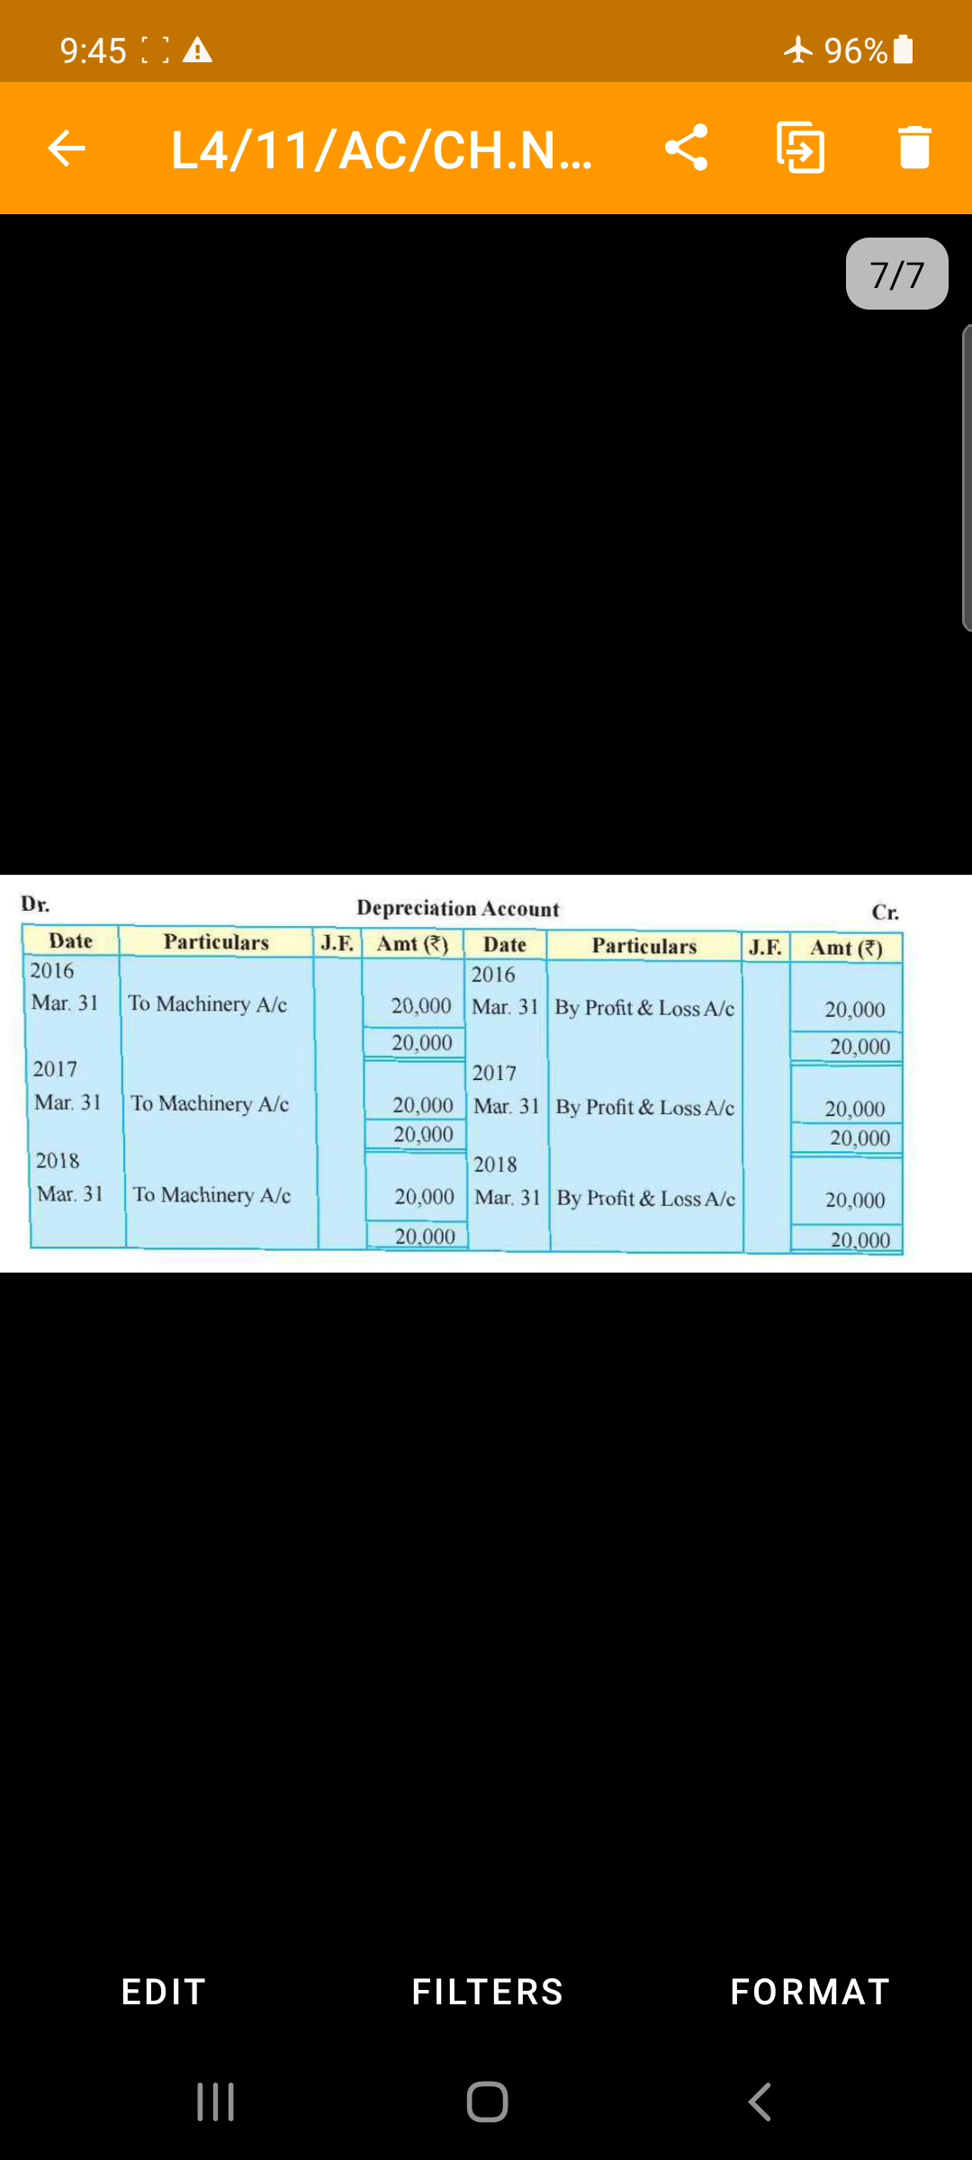 9:45 96%
L4/11/AC/CH.N...
7/7
Dr. Depreciation Account Cr.
Date Particulars J.F. Amt (₹) Date Particulars J.F. Amt (₹)
2016 2016
Mar. 31 To Machinery A/c 20,000 Mar. 31 By Profit & Loss A/c 20,000
20,000 20,000
2017 2017
Mar. 31 To Machinery A/c 20,000 Mar. 31 By Profit & Loss A/c 20,000
20,000 20,000
2018 2018
Mar. 31 To Machinery A/c 20,000 Mar. 31 By Profit & Loss A/c 20,000
20,000 20,000
EDIT FILTERS FORMAT